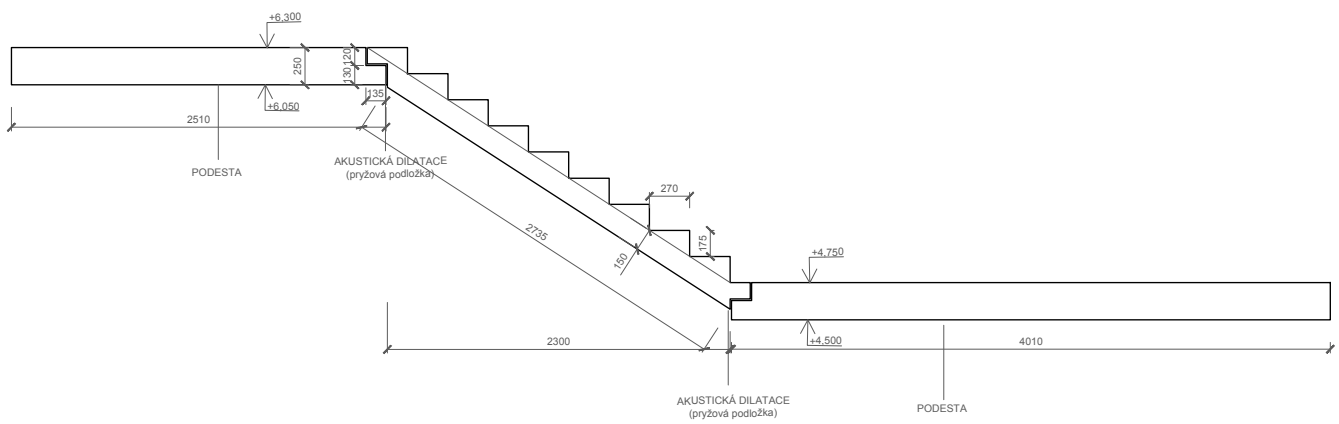 +6,300
250
120
130
135
+6,050
2510
PODESTA
AKUSTICKÁ DILATACE
(pryžová podložka)
2735
270
175
150
+4,750
2300
+4,500
4010
AKUSTICKÁ DILATACE
(pryžová podložka)
PODESTA